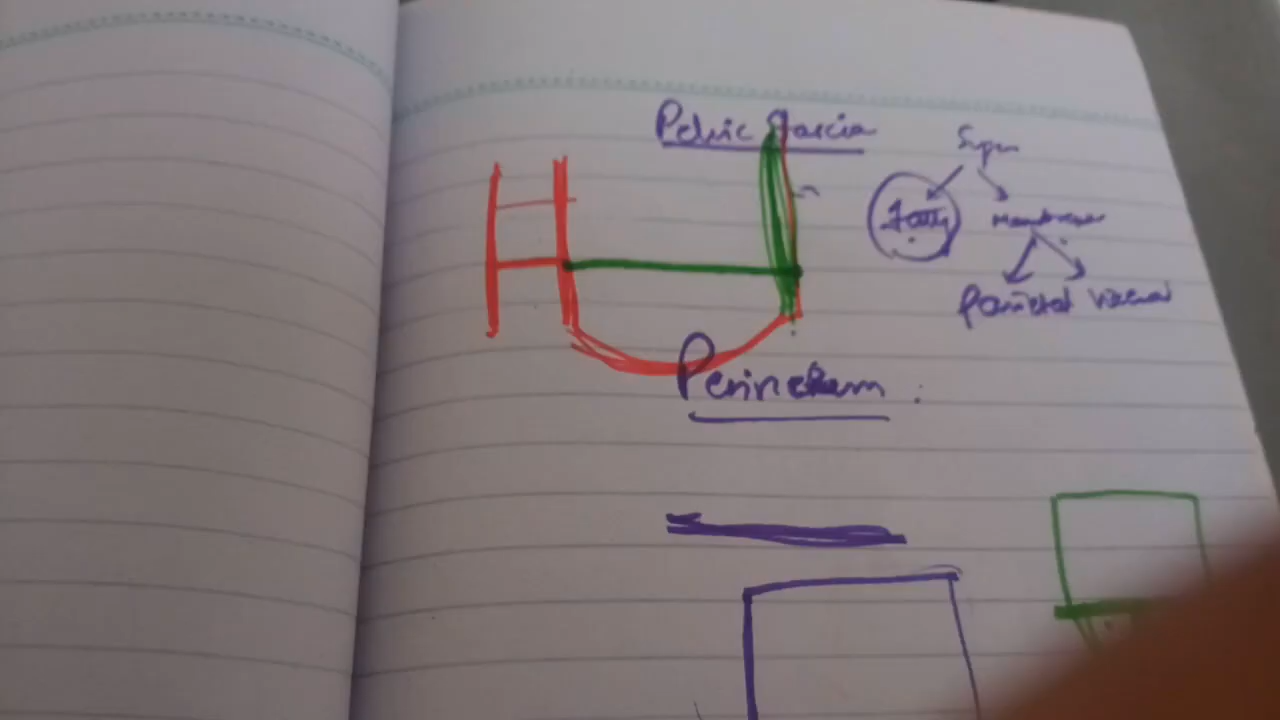 Pelvic fascia
Super
fatty
Membranous
Parietal visceral
Perineum